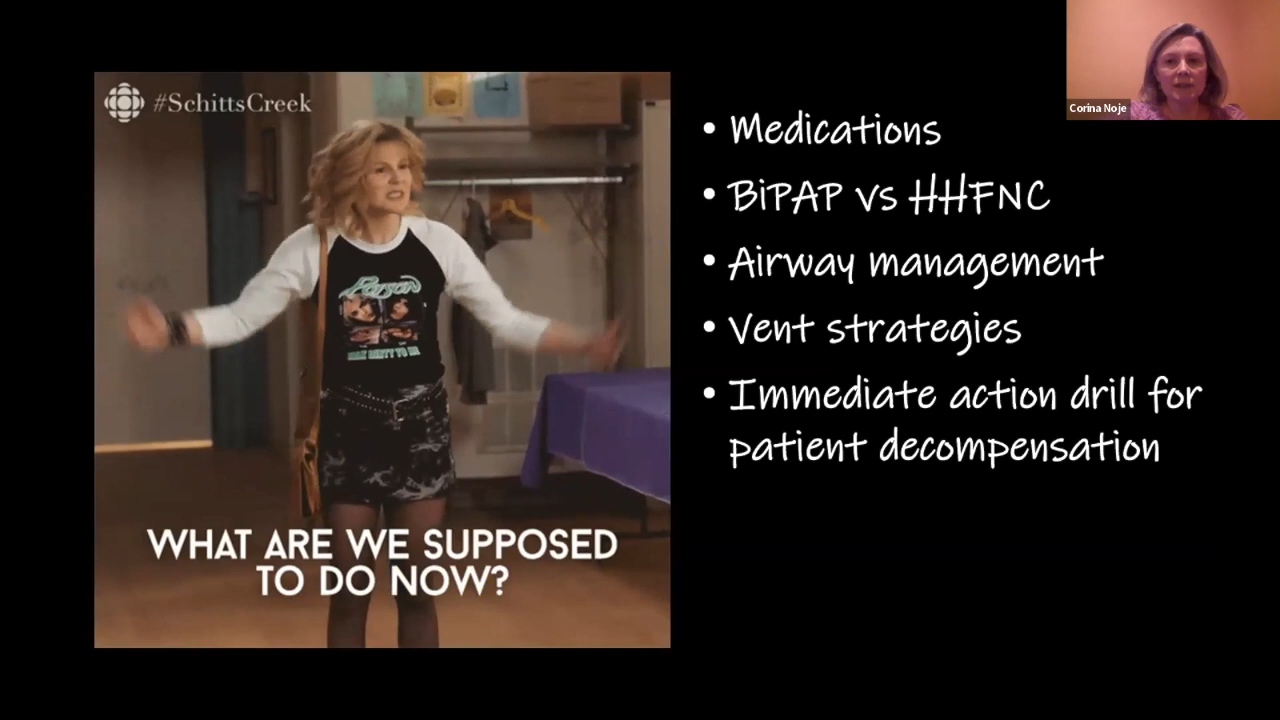 #SchittsCreek
POISON
WHAT ARE WE SUPPOSED
TO DO NOW?
• Medications
• BiPAP vs HHFNC
• Airway management
• Vent strategies
• Immediate action drill for
patient decompensation
Corina Noje